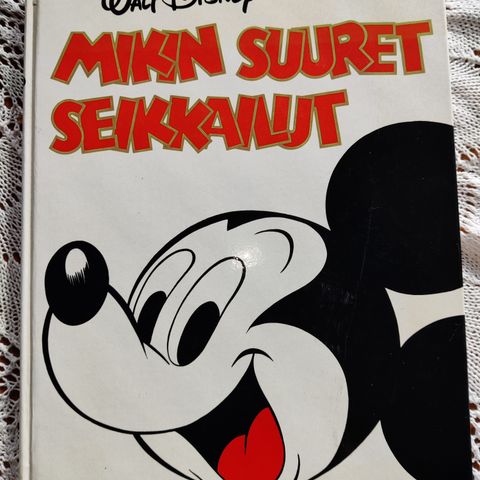 WALT DISNEY
MIKIN SUURET
SEIKKAILUT